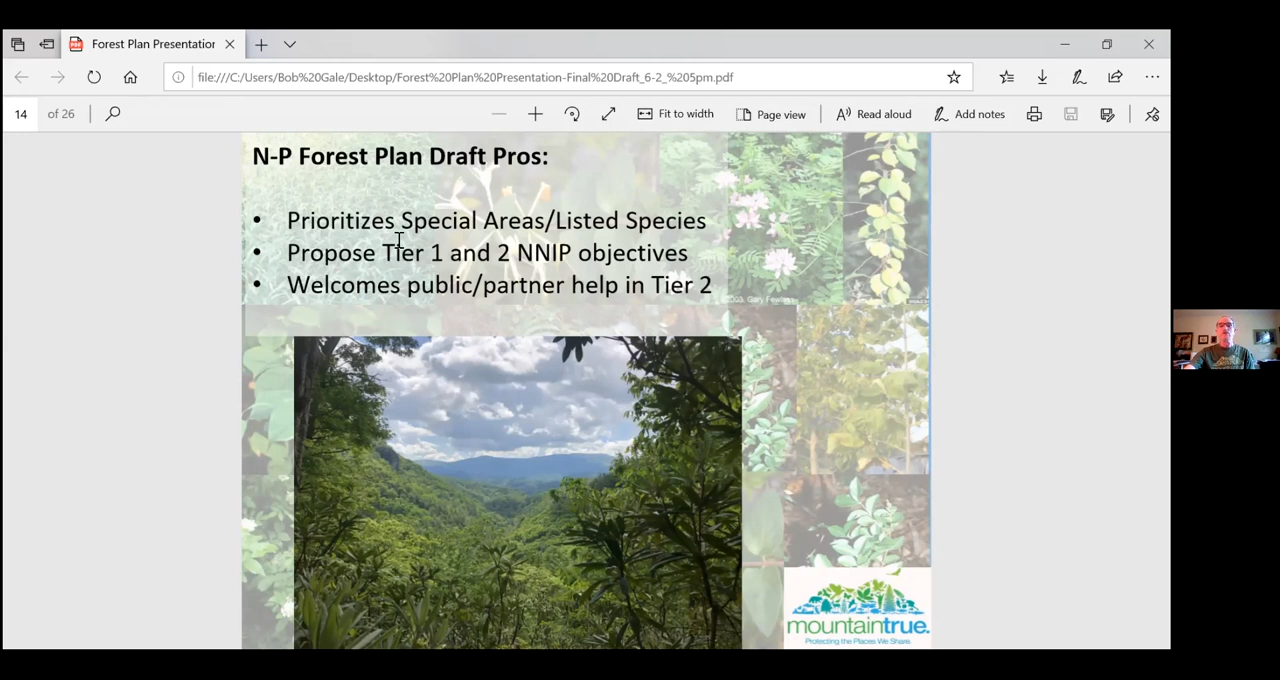 Forest Plan Presentation
file:///C:/Users/Bob%20Gale/Desktop/Forest%20Plan%20Presentation-Final%20Draft_6-2_%205pm.pdf
14 of 26 Fit to width Page view Read aloud Add notes
N-P Forest Plan Draft Pros:
• Prioritizes Special Areas/Listed Species
• Propose Tier 1 and 2 NNIP objectives
• Welcomes public/partner help in Tier 2
mountaintrue.
Protecting the Places We Share.